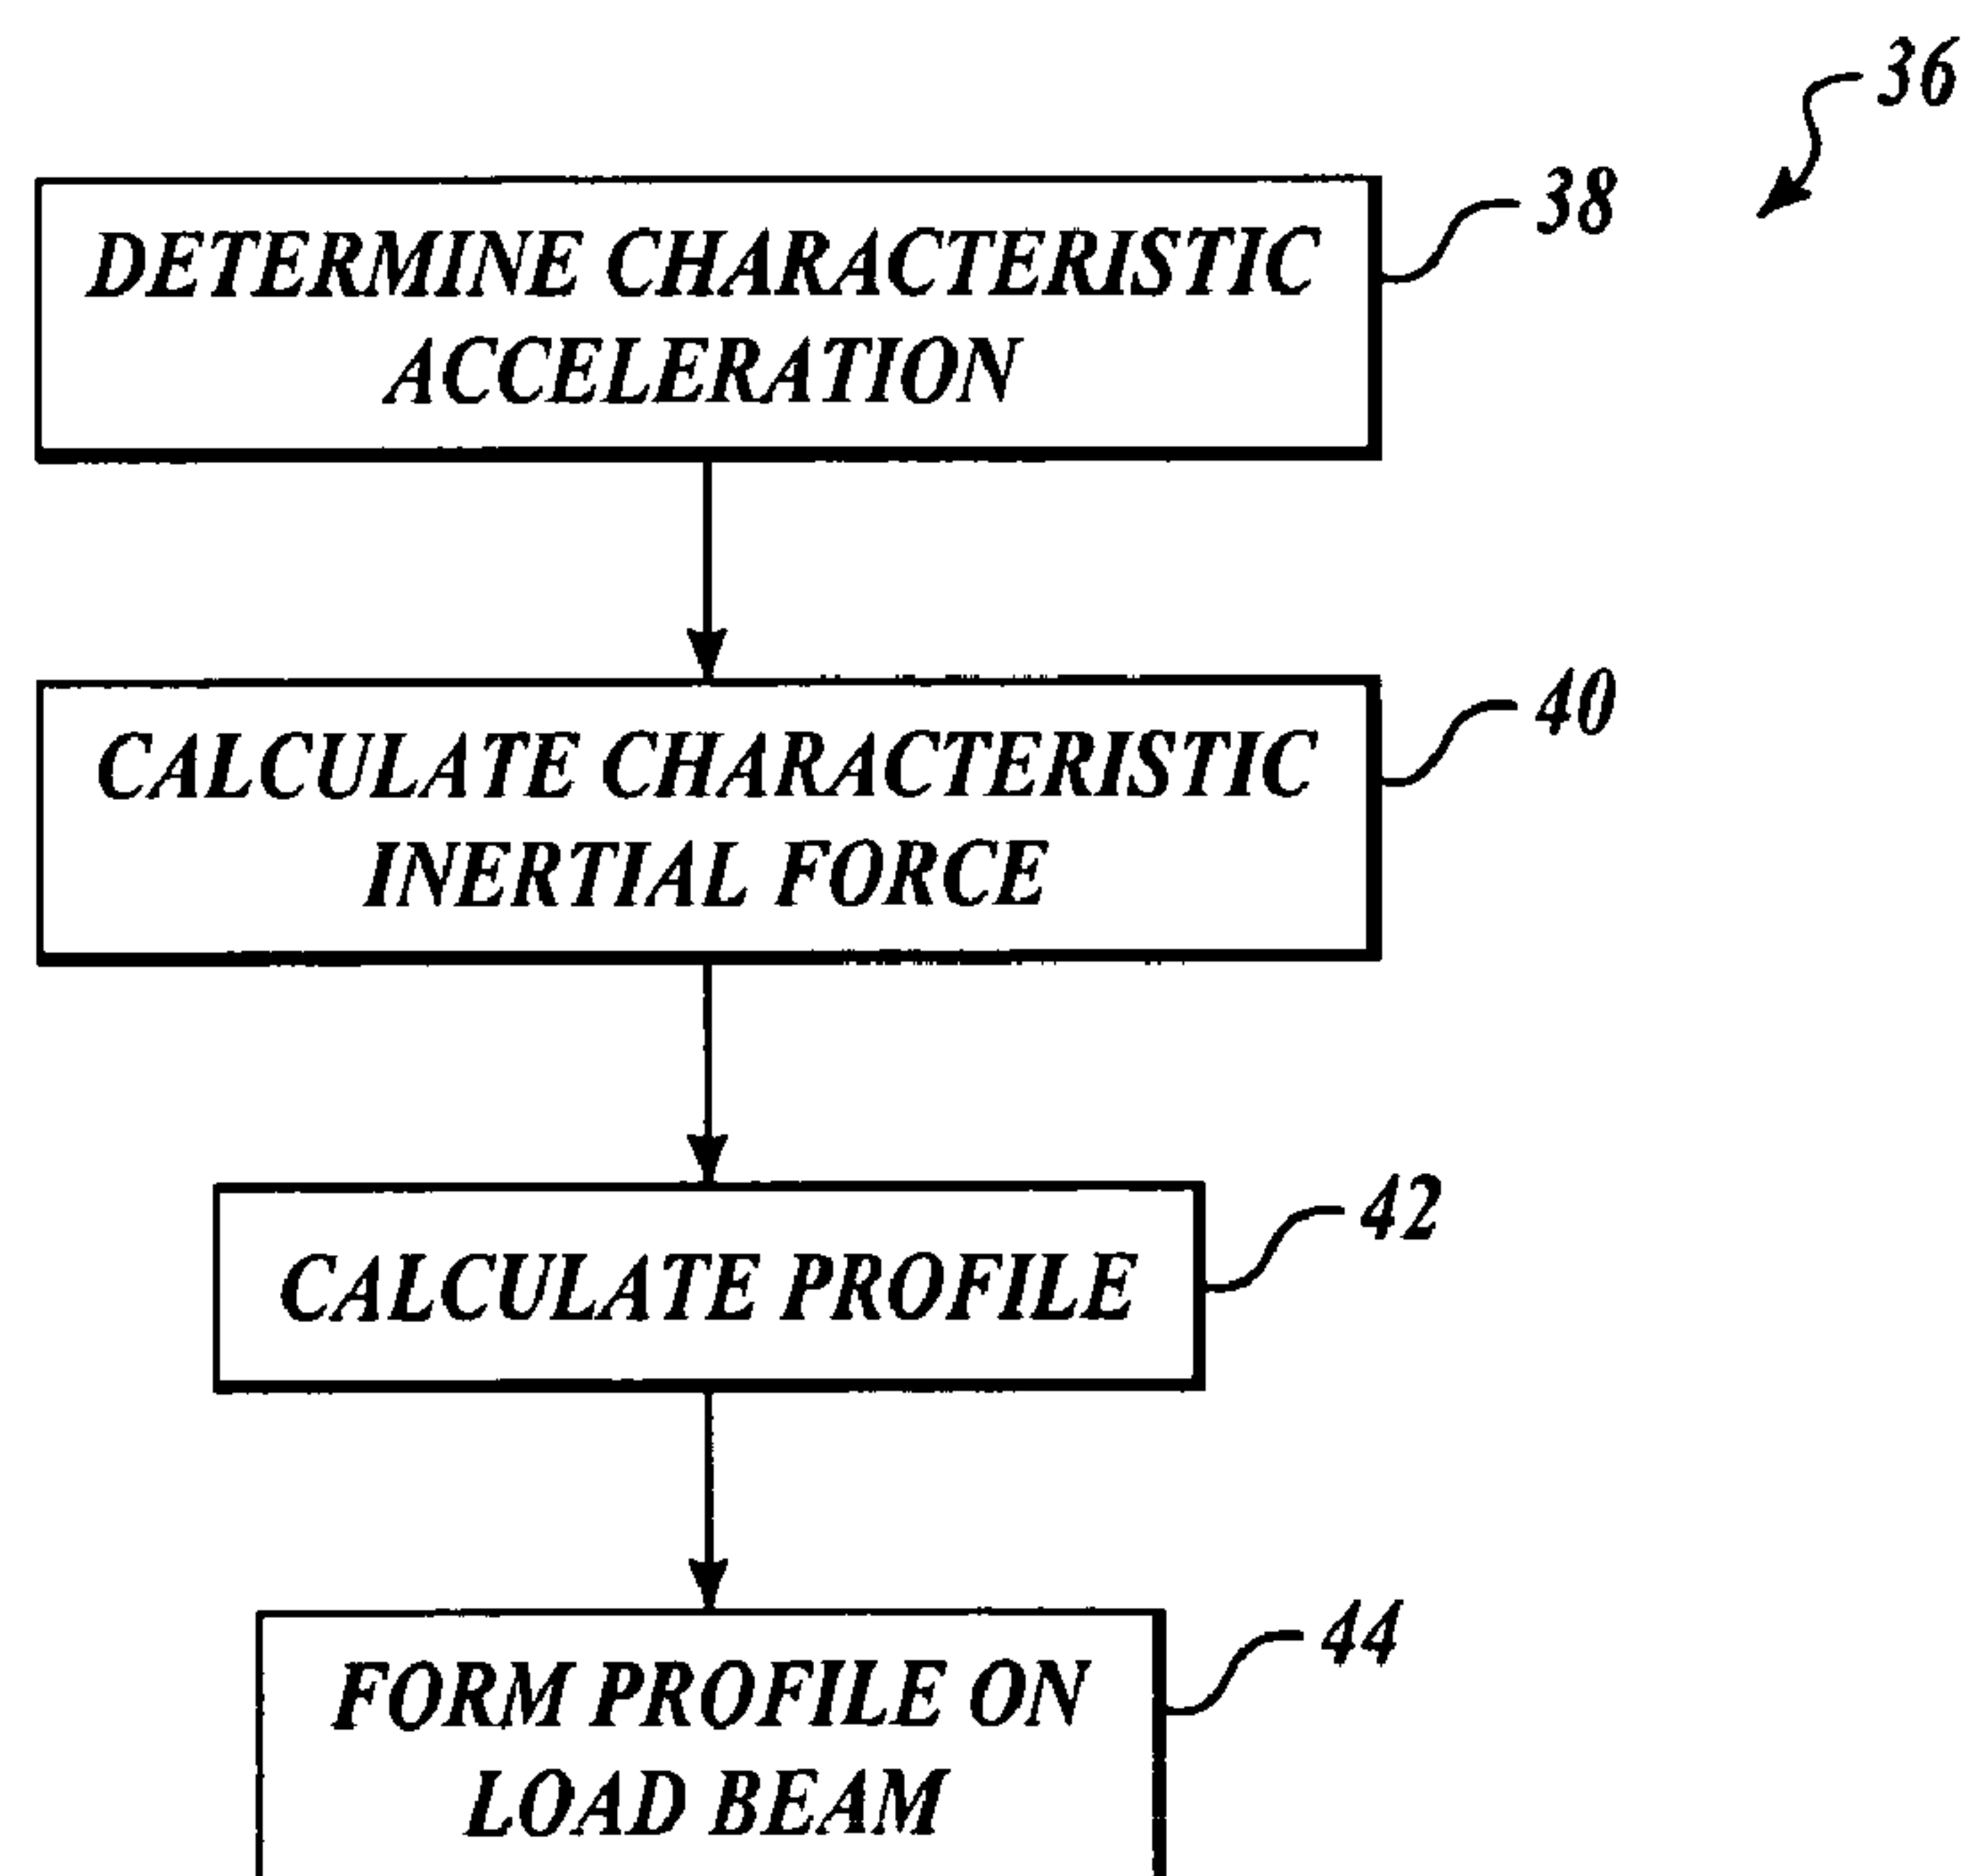 36
38
DETERMINE CHARACTERISTIC
ACCELERATION
40
CALCULATE CHARACTERISTIC
INERTIAL FORCE
42
CALCULATE PROFILE
44
FORM PROFILE ON
LOAD BEAM